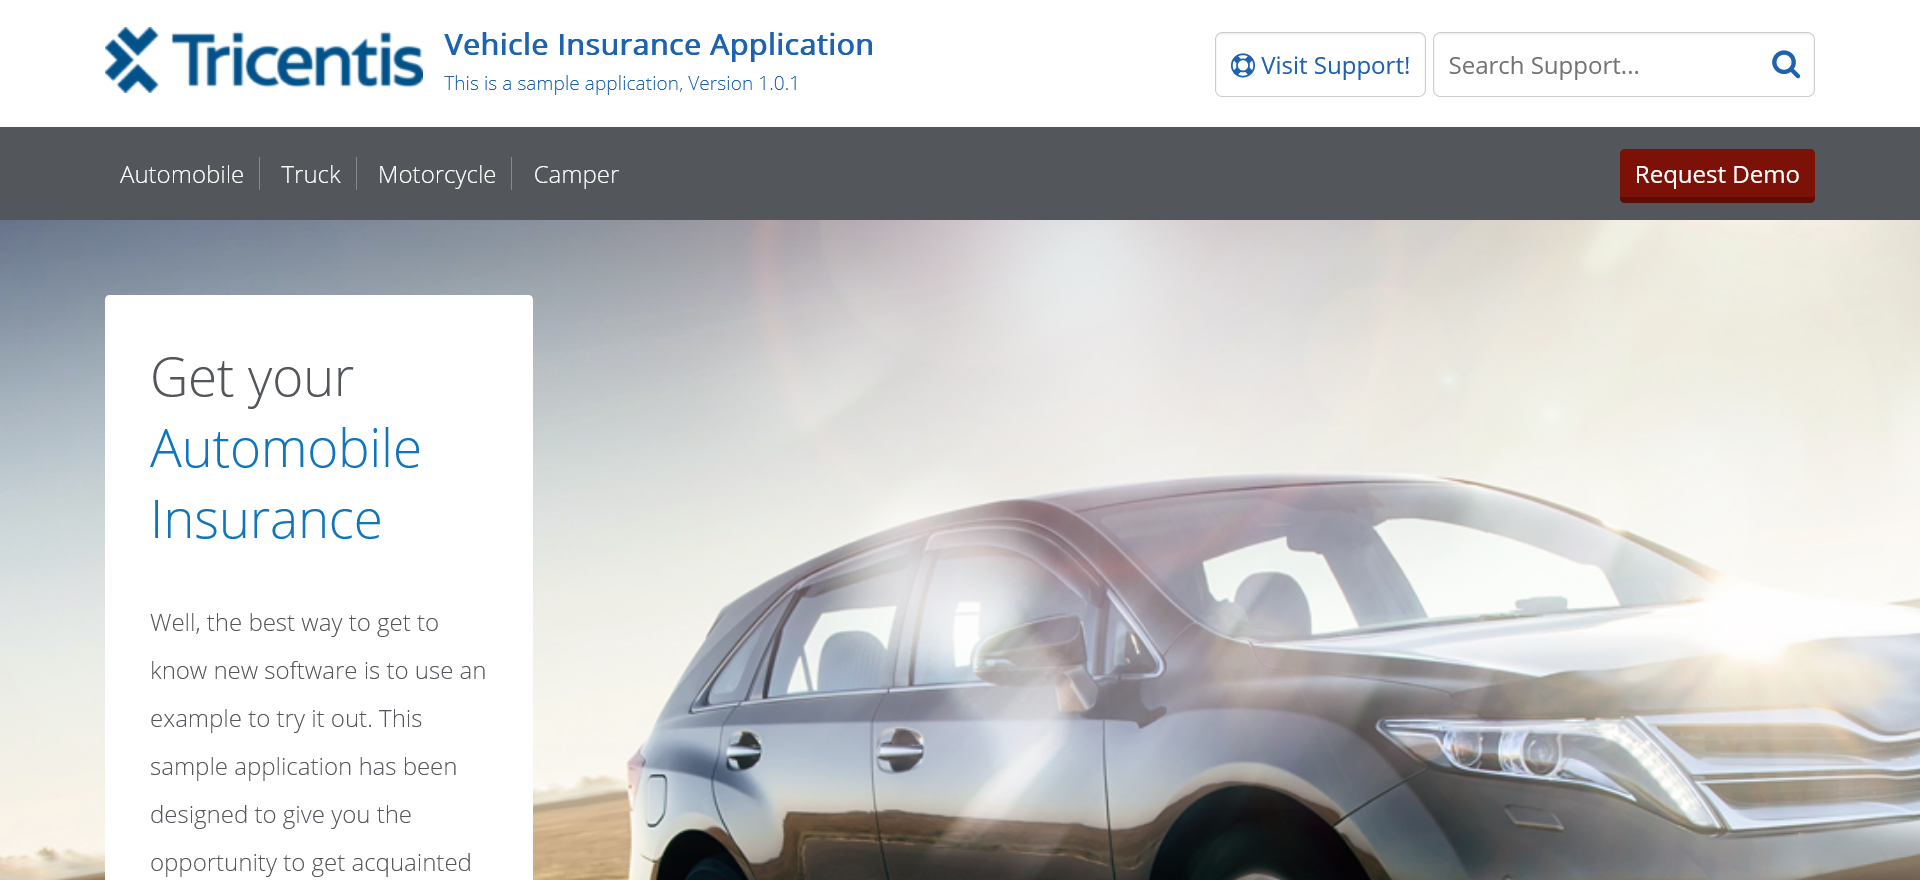 Tricentis
Vehicle Insurance Application
This is a sample application, Version 1.0.1
Visit Support!
Search Support...
Automobile
Truck
Motorcycle
Camper
Request Demo
Get your
Automobile
Insurance
Well, the best way to get to
know new software is to use an
example to try it out. This
sample application has been
designed to give you the
opportunity to get acquainted